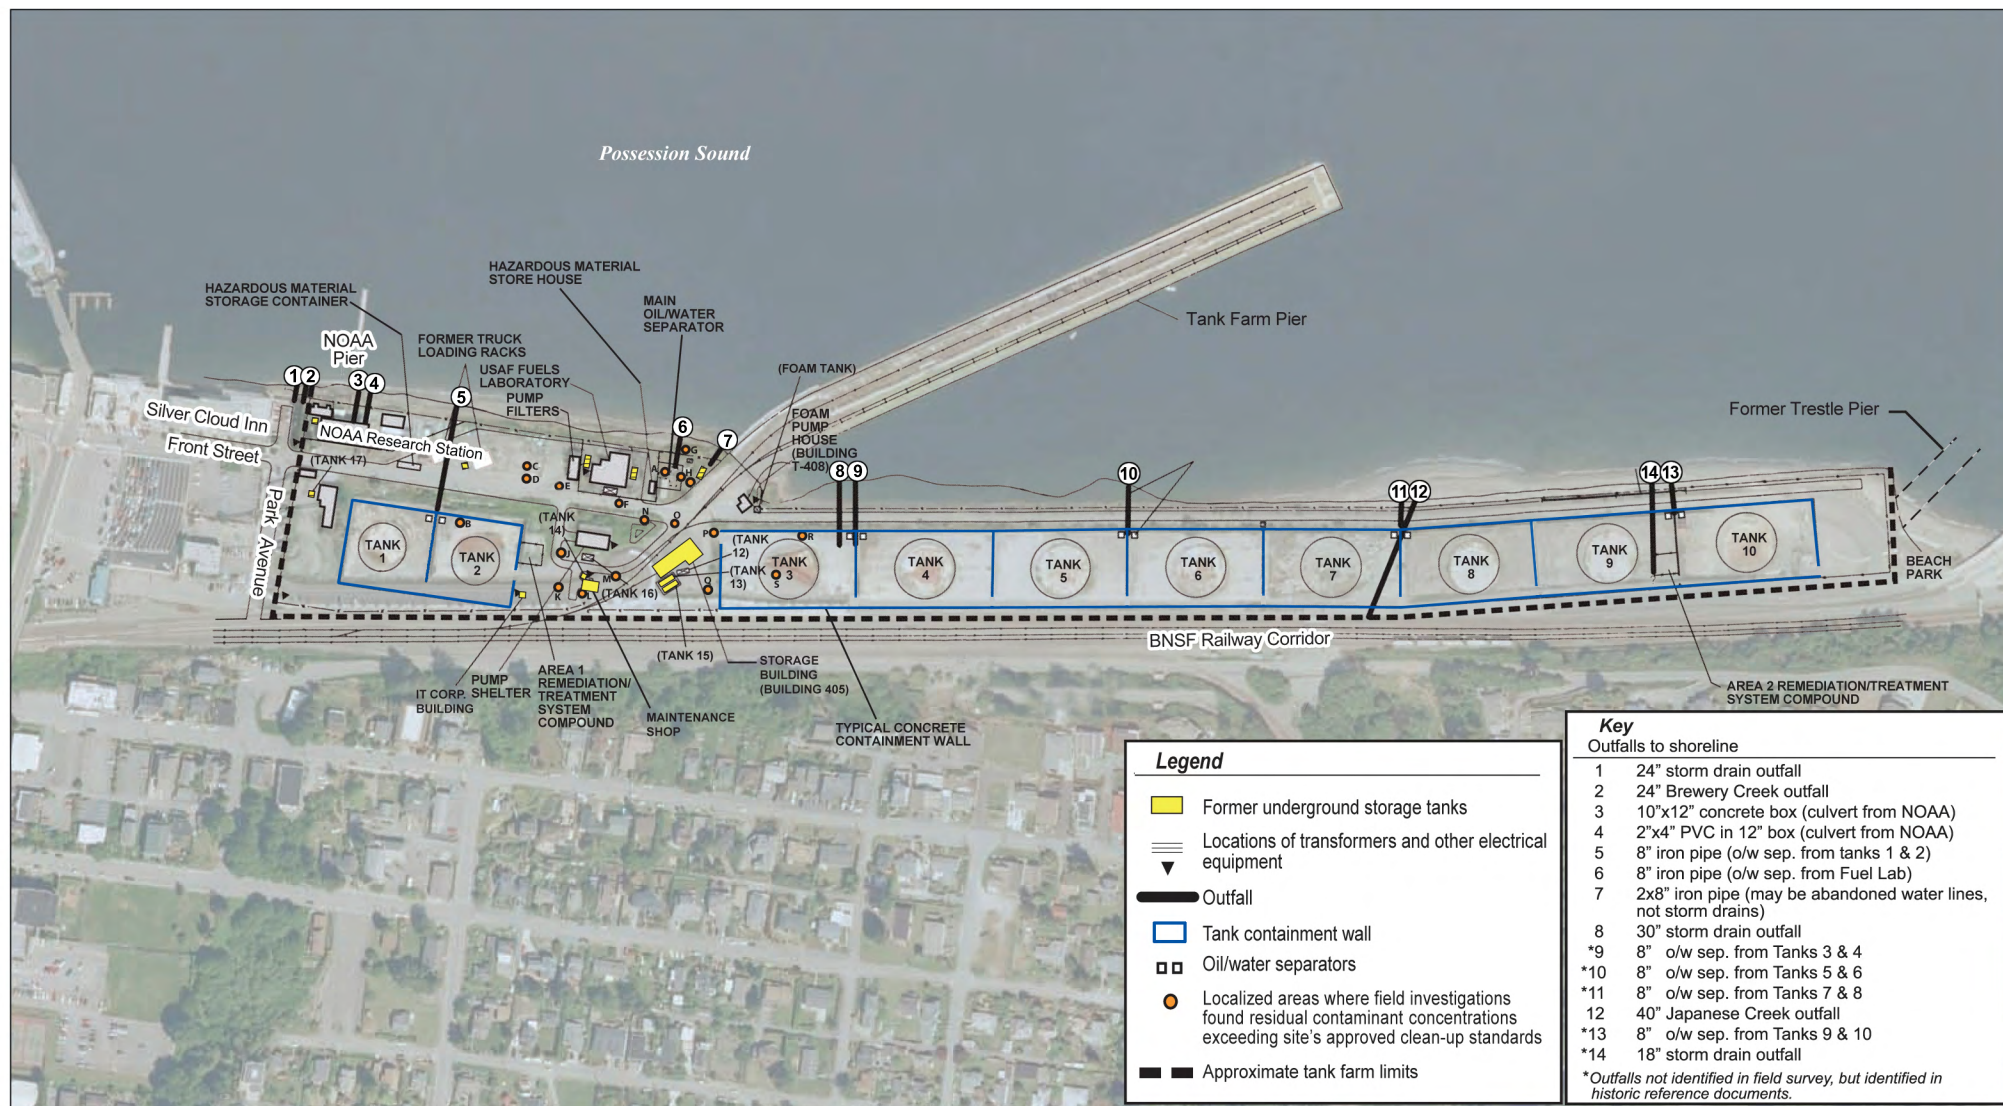 Possession Sound
HAZARDOUS MATERIAL
STORE HOUSE
HAZARDOUS MATERIAL
STORAGE CONTAINER
MAIN
OIL/WATER
SEPARATOR
NOAA
Pier
FORMER TRUCK
LOADING RACKS
USAF FUELS
LABORATORY
PUMP
FILTERS
Tank Farm Pier
(FOAM TANK)
FOAM
PUMP
HOUSE
(BUILDING
T-408)
Former Trestle Pier
1
2
3
4
5
6
7
8
9
10
11
12
14
13
Silver Cloud Inn
Front Street
NOAA Research Station
(TANK 17)
Park Avenue
A
B
C
D
E
F
G
H
J
K
L
M
N
O
P
Q
R
S
(TANK
14)
(TANK
12)
(TANK
13)
(TANK 16)
(TANK 15)
TANK
1
TANK
2
TANK
3
TANK
4
TANK
5
TANK
6
TANK
7
TANK
8
TANK
9
TANK
10
BEACH
PARK
BNSF Railway Corridor
IT CORP.
BUILDING
PUMP
SHELTER
AREA 1
REMEDIATION/
TREATMENT
SYSTEM
COMPOUND
MAINTENANCE
SHOP
STORAGE
BUILDING
(BUILDING 405)
TYPICAL CONCRETE
CONTAINMENT WALL
AREA 2 REMEDIATION/TREATMENT
SYSTEM COMPOUND
Legend
Former underground storage tanks
Locations of transformers and other electrical
equipment
Outfall
Tank containment wall
Oil/water separators
Localized areas where field investigations
found residual contaminant concentrations
exceeding site's approved clean-up standards
Approximate tank farm limits
Key
Outfalls to shoreline
1 24" storm drain outfall
2 24" Brewery Creek outfall
3 10"x12" concrete box (culvert from NOAA)
4 2"x4" PVC in 12" box (culvert from NOAA)
5 8" iron pipe (o/w sep. from tanks 1 & 2)
6 8" iron pipe (o/w sep. from Fuel Lab)
7 2x8" iron pipe (may be abandoned water lines,
not storm drains)
8 30" storm drain outfall
*9 8" o/w sep. from Tanks 3 & 4
*10 8" o/w sep. from Tanks 5 & 6
*11 8" o/w sep. from Tanks 7 & 8
12 40" Japanese Creek outfall
*13 8" o/w sep. from Tanks 9 & 10
*14 18" storm drain outfall
*Outfalls not identified in field survey, but identified in
historic reference documents.